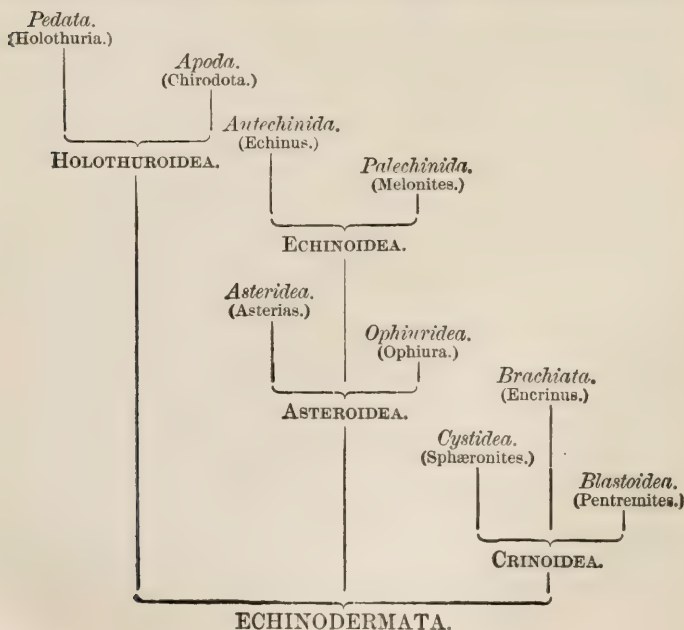 Pedata.
(Holothuria.)
Apoda.
(Chirodota.)
HOLOTHUROIDEA.
Autechinida.
(Echinus.)
Palechinida.
(Melonites.)
ECHINOIDEA.
Asteridea.
(Asterias.)
Ophiuridea.
(Ophiura.)
ASTEROIDEA.
Brachiata.
(Encrinus.)
Cystidea.
(Sphæronites.)
Blastoidea.
(Pentremites.)
CRINOIDEA.
ECHINODERMATA.